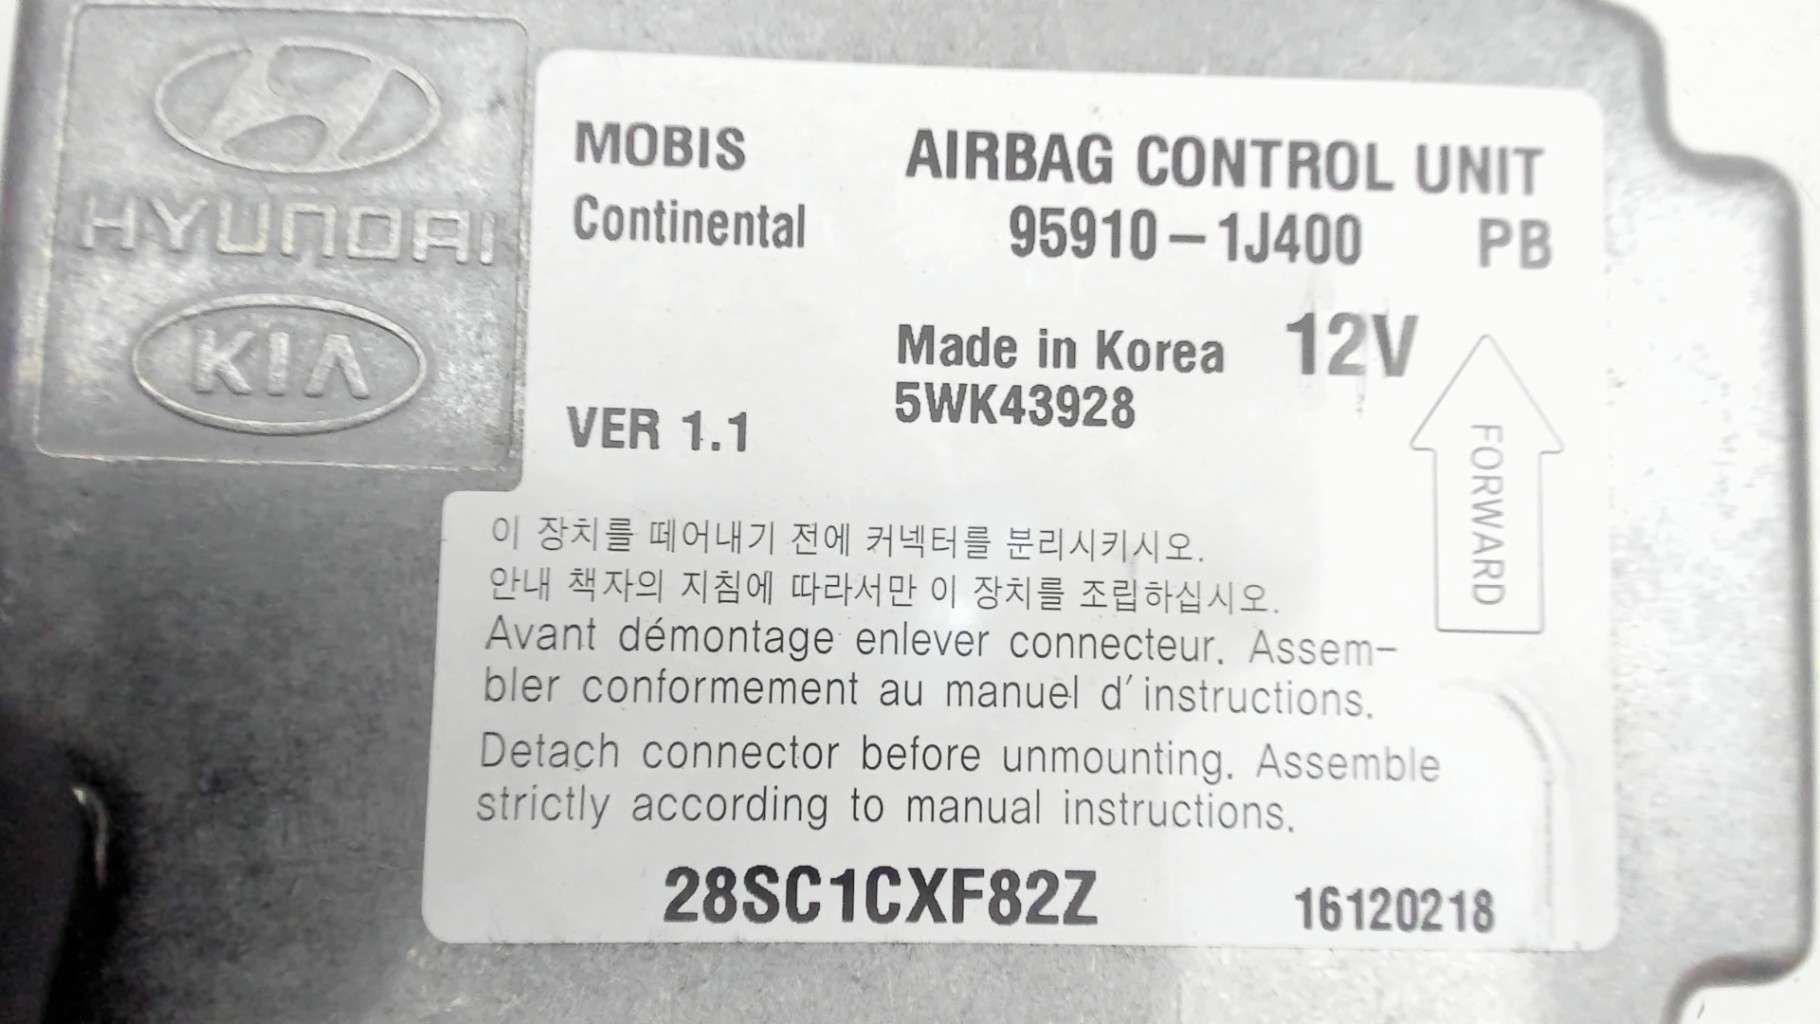 HYUNDAI
KIA
MOBIS
Continental
AIRBAG CONTROL UNIT
95910-1J400 PB
Made in Korea 12V
5WK43928
VER 1.1
FORWARD
이 장치를 떼어내기 전에 커넥터를 분리시키시오.
안내 책자의 지침에 따라서만 이 장치를 조립하십시오.
Avant démontage enlever connecteur. Assem-
bler conformement au manuel d'instructions.
Detach connector before unmounting. Assemble
strictly according to manual instructions.
28SC1CXF82Z 16120218